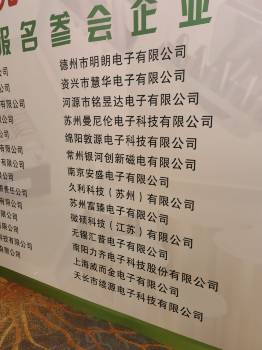 报名参会企业
德州市明朗电子有限公司
资兴市慧华电子有限公司
河源市铭昱达电子有限公司
苏州曼尼伦电子科技有限公司
绵阳敦源电子科技有限公司
常州银河创新磁电有限公司
南京安盛电子有限公司
久利科技(苏州)有限公司
苏州富臻电子有限公司
磁硕科技(江苏)有限公司
无锡汇普电子有限公司
南阳力齐电子科技股份有限公司
上海威而金电子有限公司
天长市续源电子科技有限公司